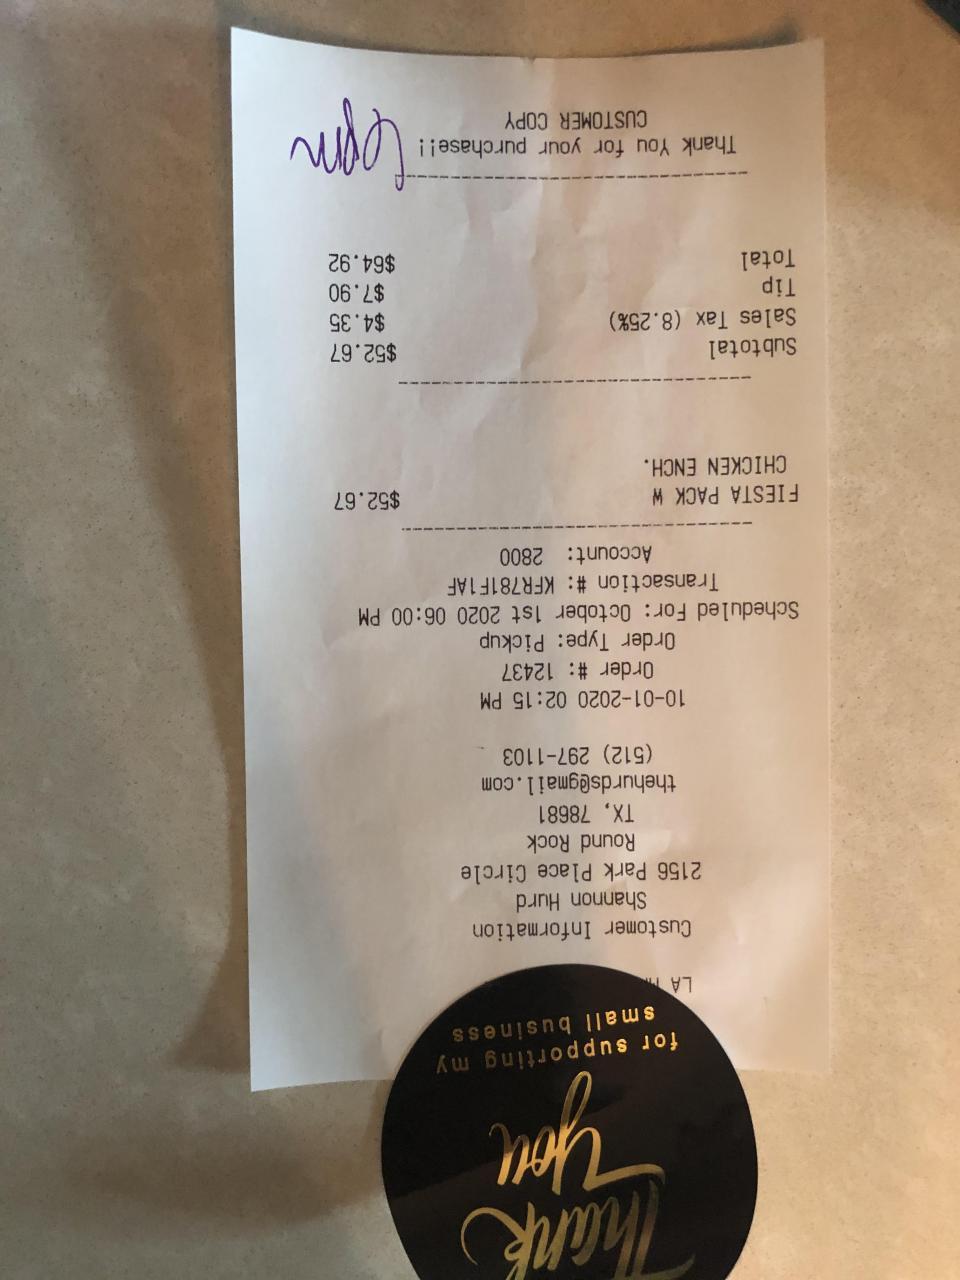 Thank
you
for supporting my
small business
LA
Customer Information
Shannon Hurd
2156 Park Place Circle
Round Rock
TX, 78681
thehurds@gmail.com
(512) 297-1103
10-01-2020 02:15 PM
Order #: 12437
Order Type: Pickup
Scheduled For: October 1st 2020 06:00 PM
Transaction #: KFR781F1AF
Account: 2800
FIESTA PACK W $52.67
CHICKEN ENCH.
Subtotal $52.67
Sales Tax (8.25%) $4.35
Tip $7.90
Total $64.92
Thank You for your purchase!! 6pm
CUSTOMER COPY